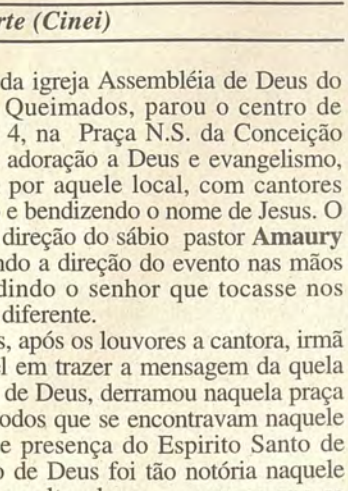 rte (Cinei)
da igreja Assembléia de Deus do
Queimados, parou o centro de
4, na Praça N.S. da Conceição
adoração a Deus e evangelismo,
por aquele local, com cantores
e bendizendo o nome de Jesus. O
direção do sábio pastor Amaury
ndo a direção do evento nas mãos
dindo o senhor que tocasse nos
diferente.
s, após os louvores a cantora, irmã
el em trazer a mensagem da quela
de Deus, derramou naquela praça
odos que se encontravam naquele
e presença do Espirito Santo de
o de Deus foi tão notória naquele